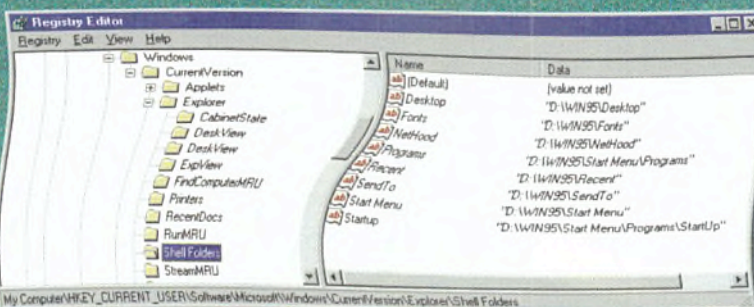 Registry Editor
Registry Edit View Help
Windows
CurrentVersion
Applets
Explorer
CabinetState
DeskView
DeskView
ExpView
FindComputerMRU
Printers
RecentDocs
RunMRU
Shell Folders
StreamMRU
Name Data
(Default) (value not set)
Desktop "D:\WIN95\Desktop"
Fonts "D:\WIN95\Fonts"
NetHood "D:\WIN95\NetHood"
Programs "D:\WIN95\Start Menu\Programs"
Recent "D:\WIN95\Recent"
SendTo "D:\WIN95\SendTo"
Start Menu "D:\WIN95\Start Menu"
Startup "D:\WIN95\Start Menu\Programs\StartUp"
My Computer\HKEY_CURRENT_USER\Software\Microsoft\Windows\CurrentVersion\Explorer\Shell Folders